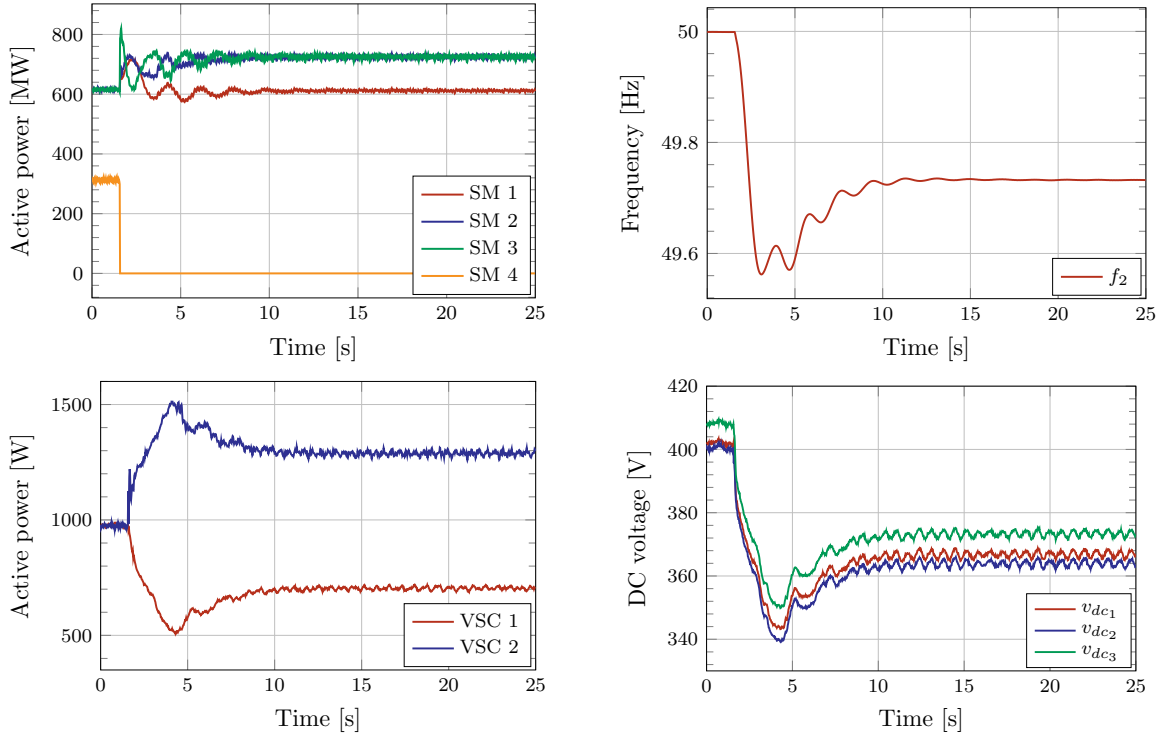 Active power [MW]
800
600
400
200
0
0 5 10 15 20 25
Time [s]
SM 1
SM 2
SM 3
SM 4
Frequency [Hz]
50
49.8
49.6
0 5 10 15 20 25
Time [s]
f2
Active power [W]
1500
1000
500
0 5 10 15 20 25
Time [s]
VSC 1
VSC 2
DC voltage [V]
420
400
380
360
340
0 5 10 15 20 25
Time [s]
vdc1
vdc2
vdc3